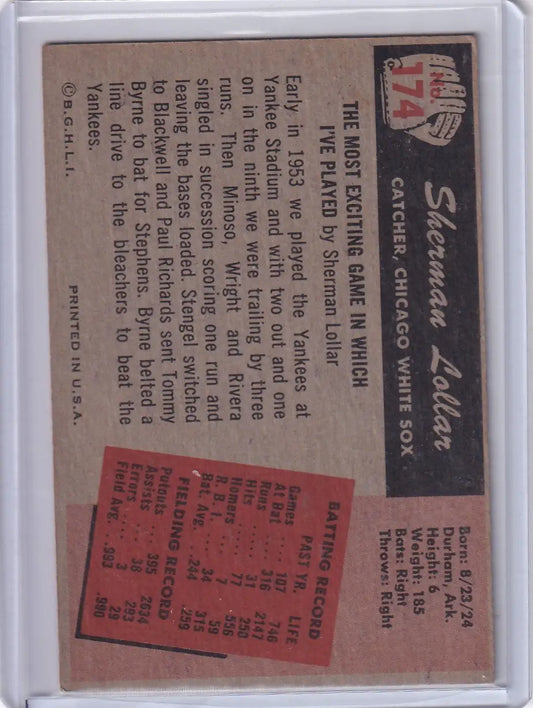 NO.
174
Sherman Lollar
CATCHER, CHICAGO WHITE SOX
Born: 8/23/24
Durham, Ark.
Height: 6
Weight: 185
Bats: Right
Throws: Right
THE MOST EXCITING GAME IN WHICH
I'VE PLAYED by Sherman Lollar
Early in 1953 we played the Yankees at
Yankee Stadium and with two out and one
on in the ninth we were trailing by three
runs. Then Minoso, Wright and Rivera
singled in succession scoring one run and
leaving the bases loaded. Stengel switched
to Blackwell and Paul Richards sent Tommy
Byrne to bat for Stephens. Byrne belted a
line drive to the bleachers to beat the
Yankees.
BATTING RECORD
PAST YR. LIFE
Games .... 107 746
At Bat .... 316 2147
Runs .... 31 250
Hits .... 77 556
Homers .... 7 59
R. B. I. .... 34 315
Bat. Avg. .. .244 .259
FIELDING RECORD
Putouts .... 395 2634
Assists .... 38 293
Errors .... 3 29
Field Avg. .. .993 .990
©B.G.H.L.I. PRINTED IN U.S.A.